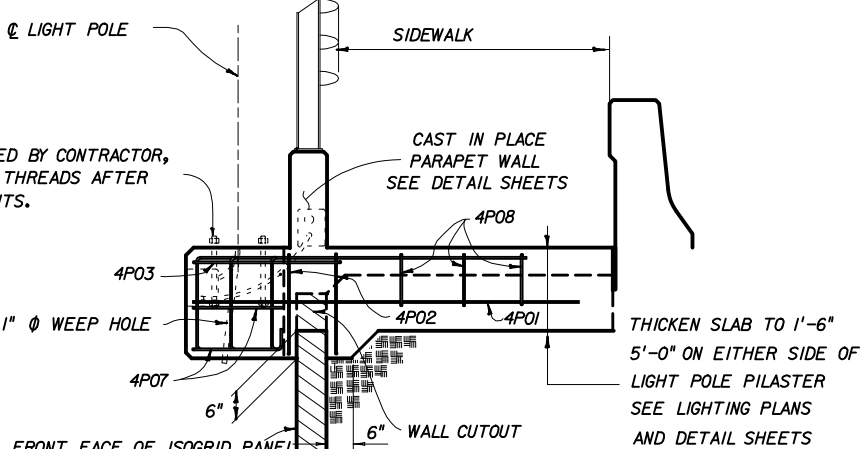 ℄ LIGHT POLE
SIDEWALK
ED BY CONTRACTOR,
THREADS AFTER
TS.
CAST IN PLACE
PARAPET WALL
SEE DETAIL SHEETS
4P08
4P03
4P02
4P01
1" Φ WEEP HOLE
4P07
6"
6"
WALL CUTOUT
FRONT FACE OF ISOGRID PANEL
THICKEN SLAB TO 1'-6"
5'-0" ON EITHER SIDE OF
LIGHT POLE PILASTER
SEE LIGHTING PLANS
AND DETAIL SHEETS